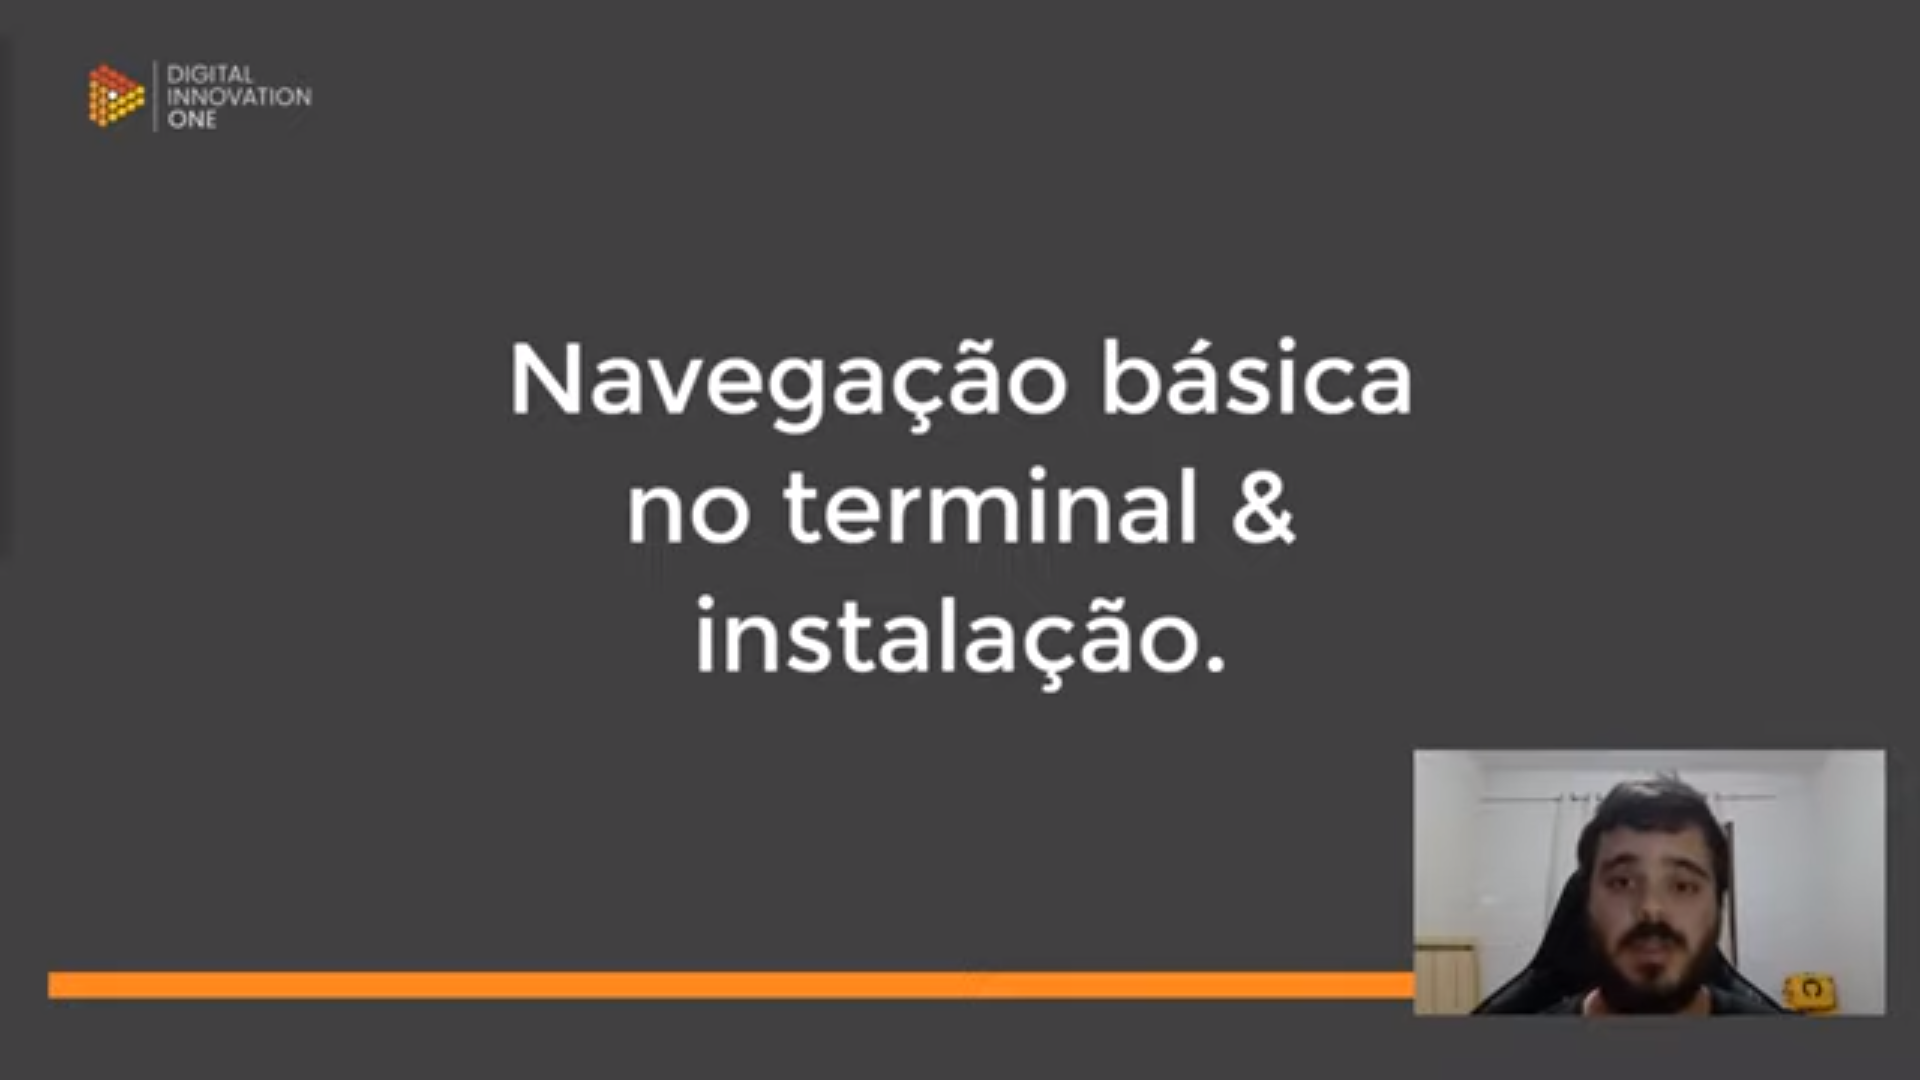 DIGITAL
INNOVATION
ONE
Navegação básica
no terminal &
instalação.